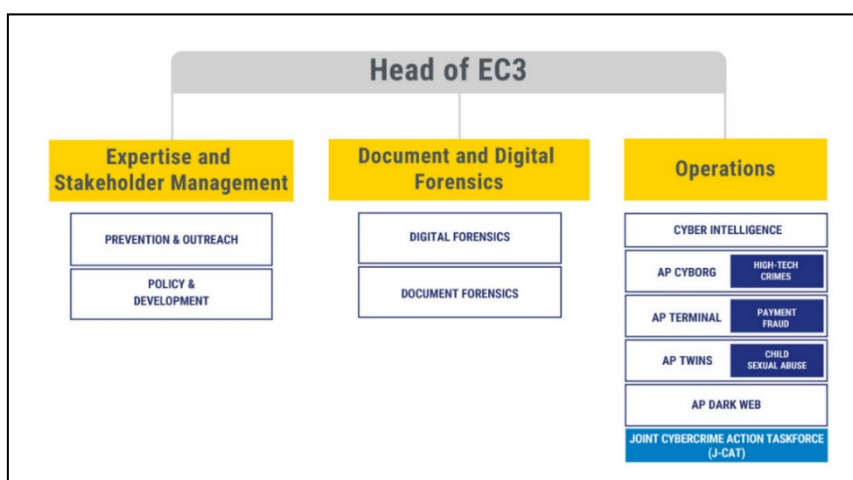 Head of EC3
Expertise and
Stakeholder Management
PREVENTION & OUTREACH
POLICY &
DEVELOPMENT
Document and Digital
Forensics
DIGITAL FORENSICS
DOCUMENT FORENSICS
Operations
CYBER INTELLIGENCE
AP CYBORG
HIGH-TECH
CRIMES
AP TERMINAL
PAYMENT
FRAUD
AP TWINS
CHILD
SEXUAL ABUSE
AP DARK WEB
JOINT CYBERCRIME ACTION TASKFORCE
(J-CAT)